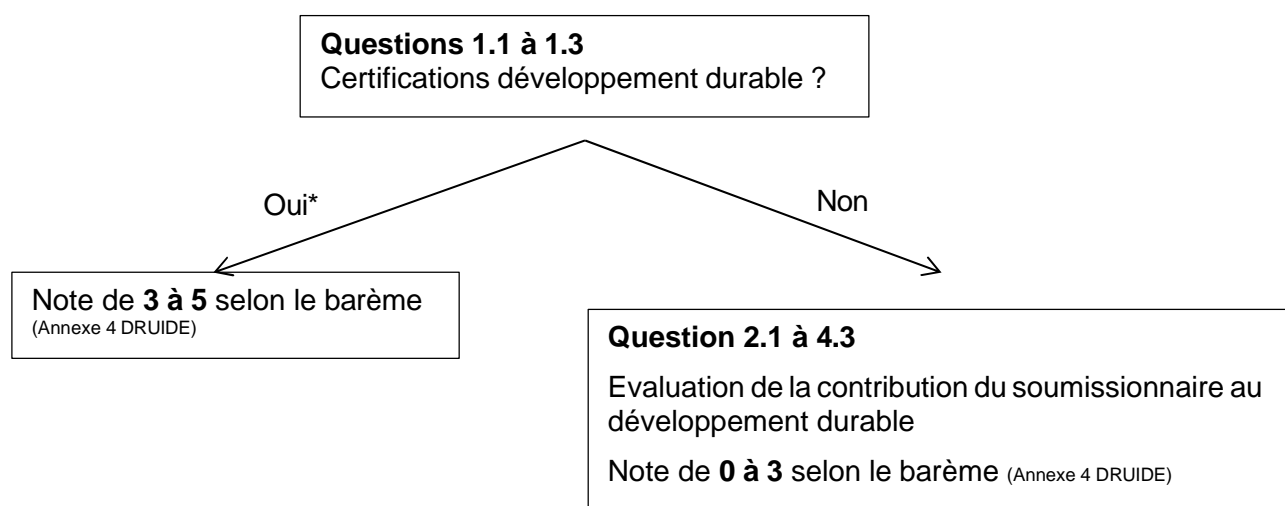 Questions 1.1 à 1.3
Certifications développement durable ?
Oui*
Non
Note de 3 à 5 selon le barème
(Annexe 4 DRUIDE)
Question 2.1 à 4.3
Evaluation de la contribution du soumissionnaire au
développement durable
Note de 0 à 3 selon le barème (Annexe 4 DRUIDE)